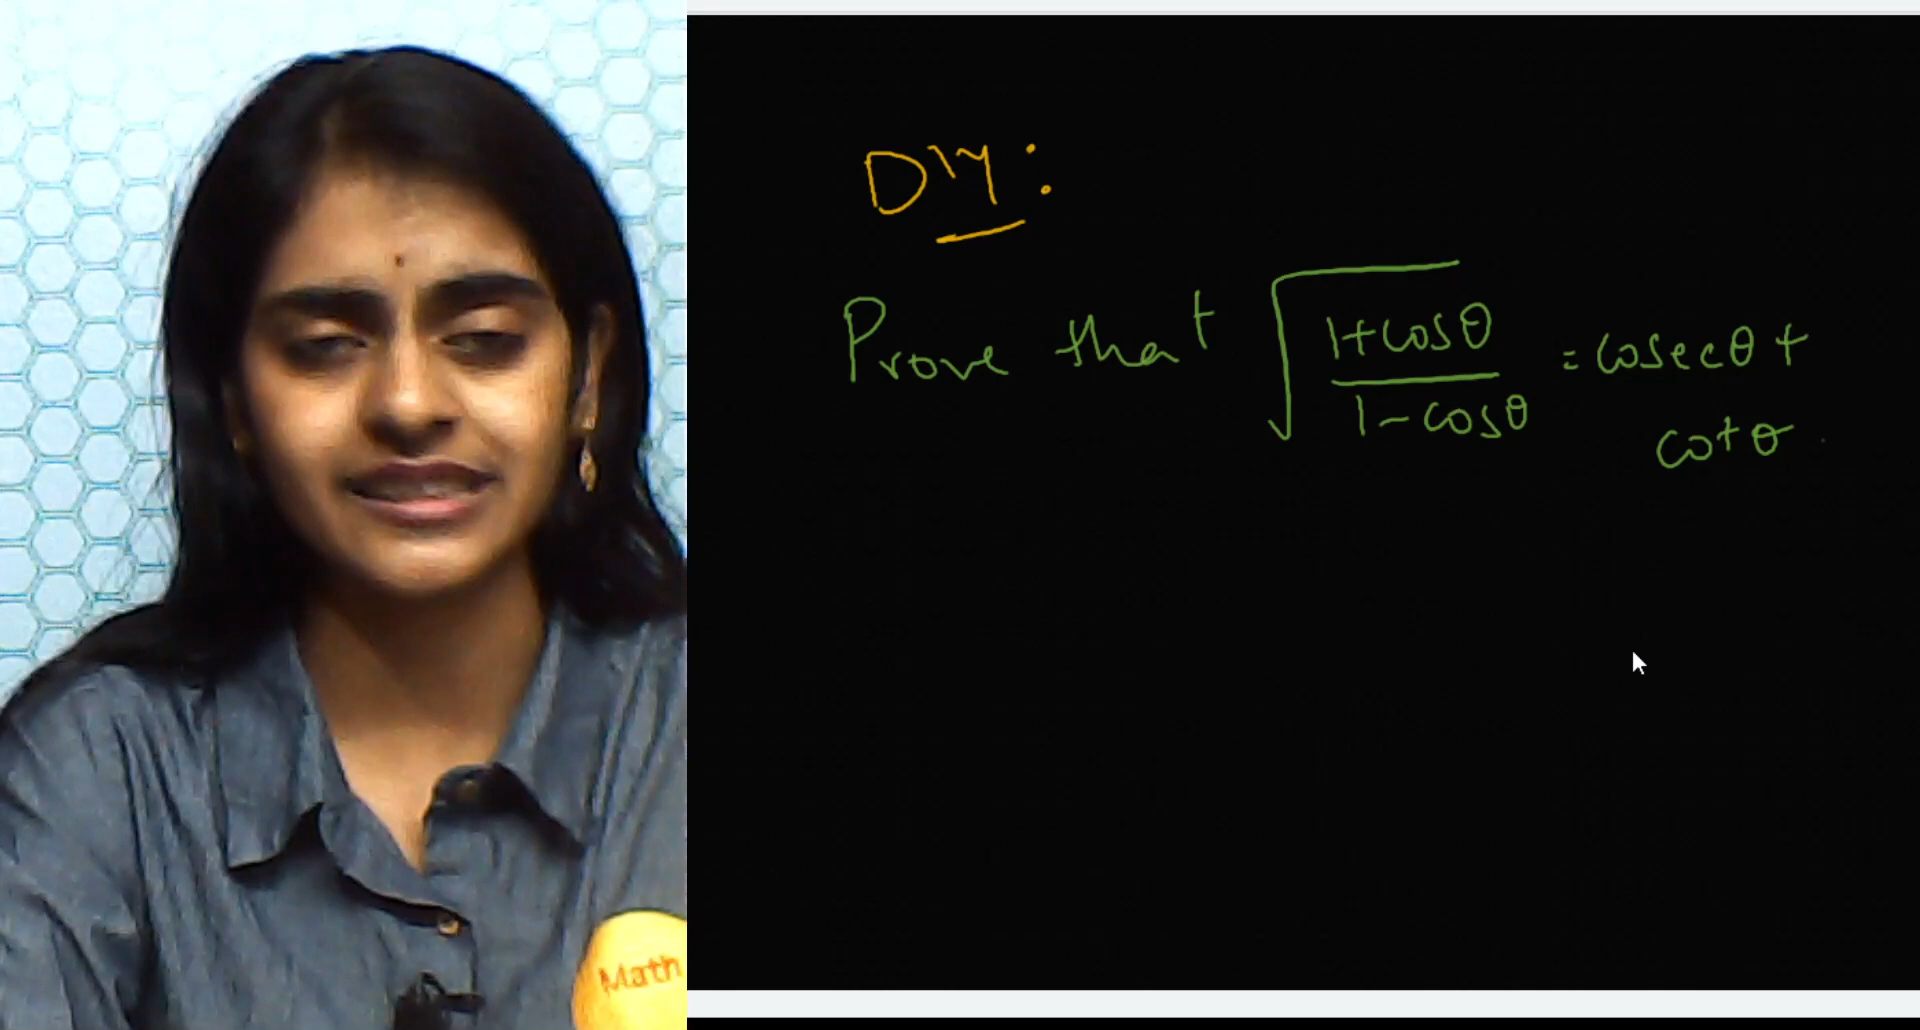 DIY:
Prove that √(1+cosθ / 1-cosθ) = cosecθ +
cotθ
Math